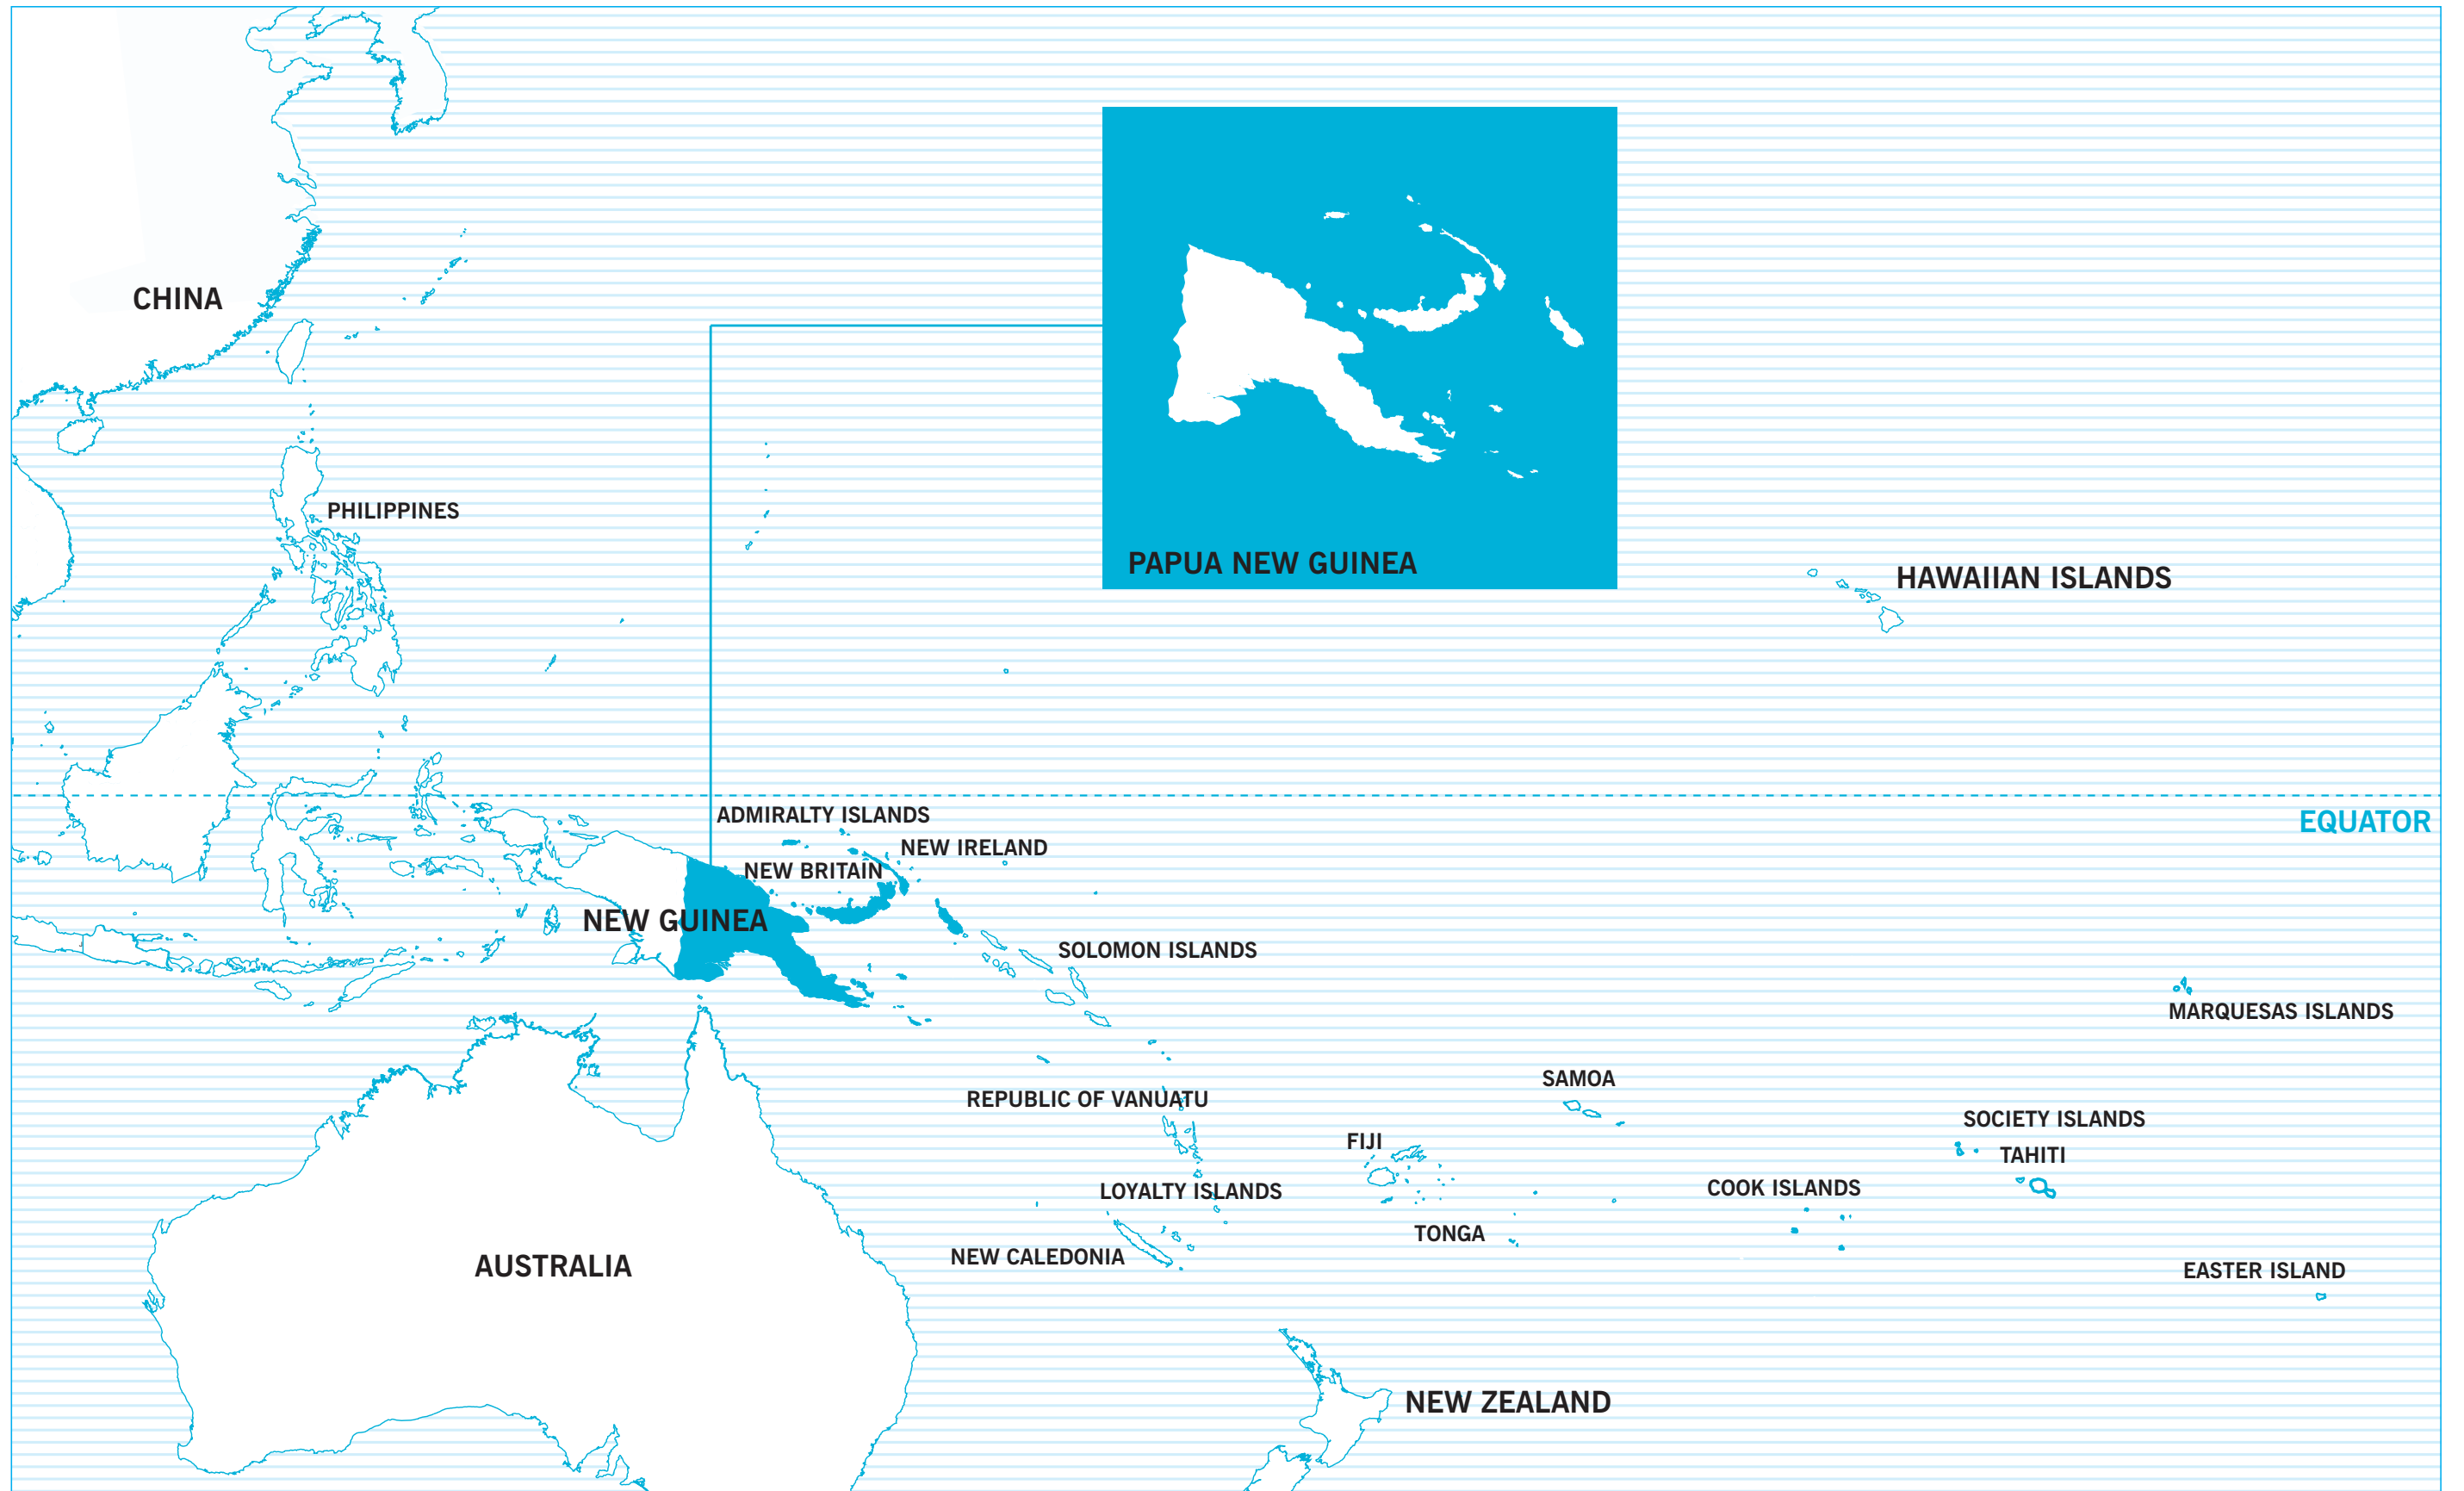 CHINA
PHILIPPINES
PAPUA NEW GUINEA
HAWAIIAN ISLANDS
ADMIRALTY ISLANDS
EQUATOR
NEW IRELAND
NEW BRITAIN
NEW GUINEA
SOLOMON ISLANDS
MARQUESAS ISLANDS
SAMOA
REPUBLIC OF VANUATU
SOCIETY ISLANDS
FIJI
TAHITI
COOK ISLANDS
LOYALTY ISLANDS
TONGA
NEW CALEDONIA
AUSTRALIA
EASTER ISLAND
NEW ZEALAND